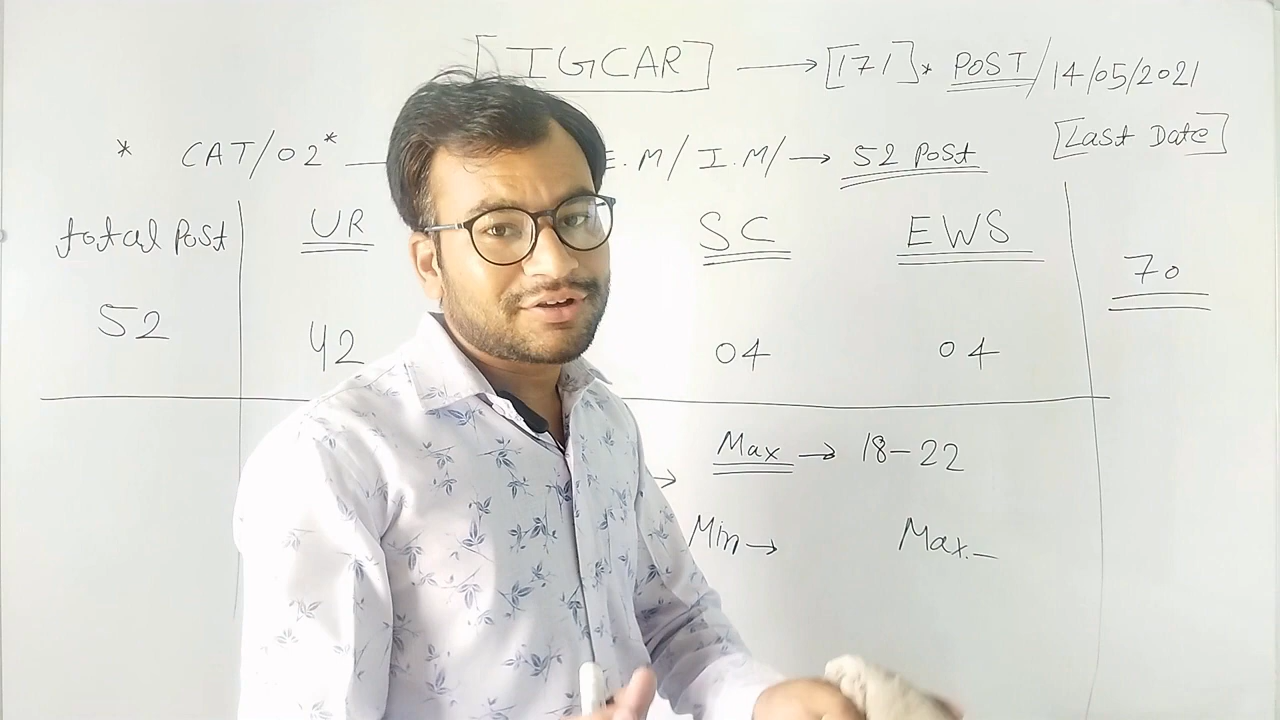 [IGCAR] → [171]* POST/14/05/2021
[Last Date]
* CAT/02* — E.M/I.M/→ 52 Post
total Post UR SC EWS
70
52 42 04 04
→ Max → 18-22
Min → Max.-